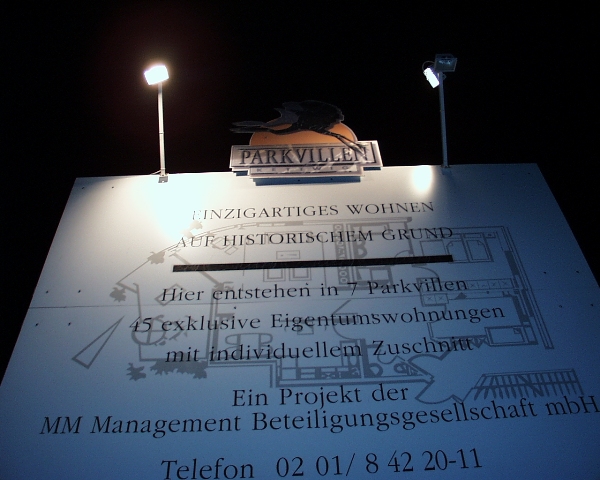 PARKVILLEN
EINZIGARTIGES WOHNEN
AUF HISTORISCHEM GRUND
Hier entstehen in 7 Parkvillen
45 exklusive Eigentumswohnungen
mit individuellem Zuschnitt
Ein Projekt der
MM Management Beteiligungsgesellschaft mbH
Telefon 02 01/ 8 42 20-11